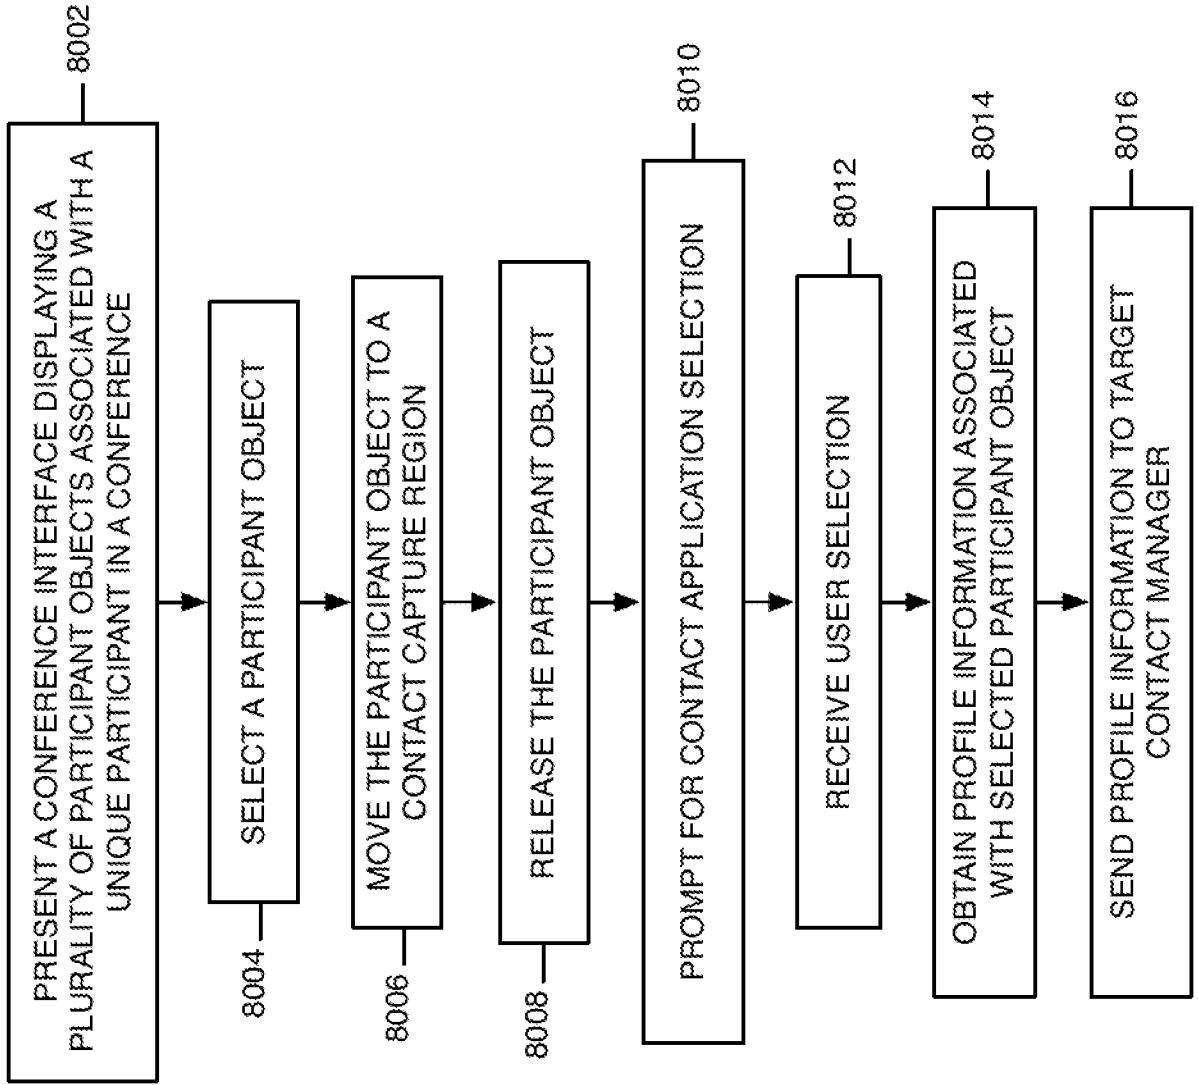 PRESENT A CONFERENCE INTERFACE DISPLAYING A
PLURALITY OF PARTICIPANT OBJECTS ASSOCIATED WITH A
UNIQUE PARTICIPANT IN A CONFERENCE
8002
SELECT A PARTICIPANT OBJECT
8004
MOVE THE PARTICIPANT OBJECT TO A
CONTACT CAPTURE REGION
8006
RELEASE THE PARTICIPANT OBJECT
8008
PROMPT FOR CONTACT APPLICATION SELECTION
8010
RECEIVE USER SELECTION
8012
OBTAIN PROFILE INFORMATION ASSOCIATED
WITH SELECTED PARTICIPANT OBJECT
8014
SEND PROFILE INFORMATION TO TARGET
CONTACT MANAGER
8016